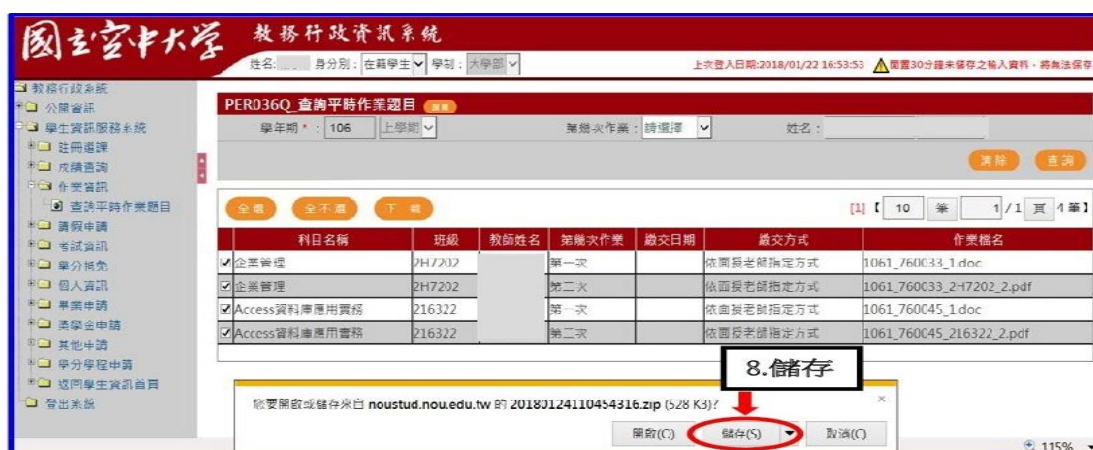 國立空中大學 教務行政資訊系統
姓名: 身分別: 在籍學生 學制: 大學部 上次登入日期:2018/01/22 16:53:53 閒置30分鐘未儲存之輸入資料,將無法保存
教務行政系統
公開資訊
學生資訊服務系統
註冊選課
成績查詢
作業資訊
查詢平時作業題目
請假申請
考試資訊
學分抵免
個人資訊
畢業申請
獎學金申請
其他申請
學分學程申請
返回學生資訊首頁
登出系統
PER036Q_查詢平時作業題目
學年期*: 106 上學期 第幾次作業: 請選擇 姓名:
清除 查詢
全選 全不選 下載 [1]【 10 筆 1/1 頁 4筆】
科目名稱 班級 教師姓名 第幾次作業 繳交日期 繳交方式 作業檔名
企業管理 2H7202 第一次 依面授老師指定方式 1061_760033_1.doc
企業管理 2H7202 第二次 依面授老師指定方式 1061_760033_2H7202_2.pdf
Access資料庫應用實務 216322 第一次 依面授老師指定方式 1061_760045_1.doc
Access資料庫應用實務 216322 第二次 依面授老師指定方式 1061_760045_216322_2.pdf
8.儲存
您要開啟或儲存來自 noustud.nou.edu.tw 的 20180124110454316.zip (528 KB)? ×
開啟(O) 儲存(S) 取消(C)
115%